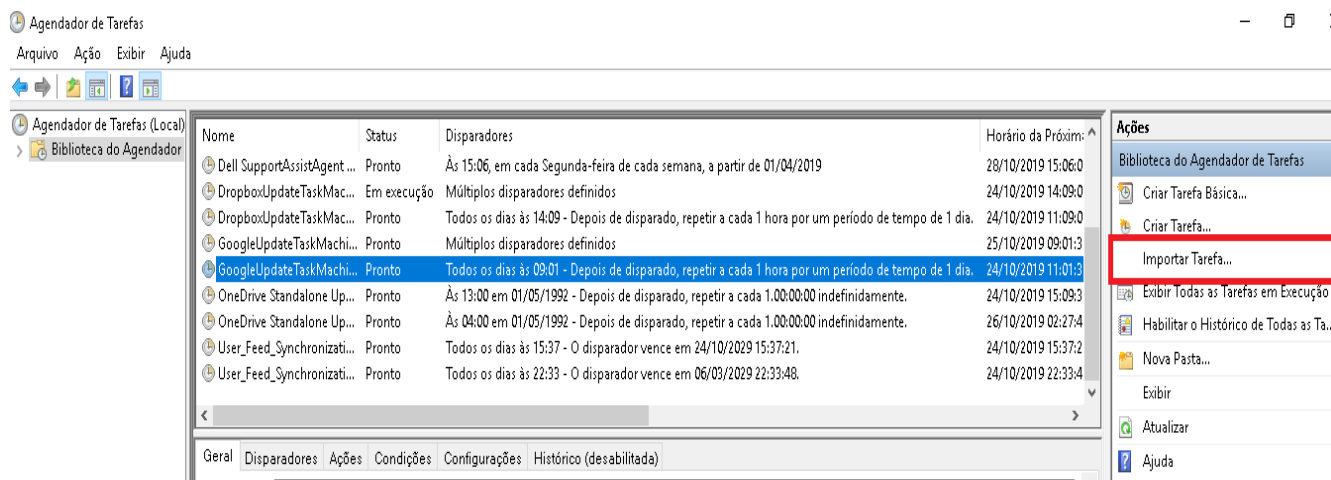 Agendador de Tarefas
Arquivo Ação Exibir Ajuda
Agendador de Tarefas (Local)
Biblioteca do Agendador
Nome Status Disparadores Horário da Próxim
Dell SupportAssistAgent ... Pronto Às 15:06, em cada Segunda-feira de cada semana, a partir de 01/04/2019 28/10/2019 15:06:0
DropboxUpdateTaskMac... Em execução Múltiplos disparadores definidos 24/10/2019 14:09:0
DropboxUpdateTaskMac... Pronto Todos os dias às 14:09 - Depois de disparado, repetir a cada 1 hora por um período de tempo de 1 dia. 24/10/2019 11:09:0
GoogleUpdateTaskMachi... Pronto Múltiplos disparadores definidos 25/10/2019 09:01:3
GoogleUpdateTaskMachi... Pronto Todos os dias às 09:01 - Depois de disparado, repetir a cada 1 hora por um período de tempo de 1 dia. 24/10/2019 11:01:3
OneDrive Standalone Up... Pronto Às 13:00 em 01/05/1992 - Depois de disparado, repetir a cada 1.00:00:00 indefinidamente. 24/10/2019 15:09:3
OneDrive Standalone Up... Pronto Às 04:00 em 01/05/1992 - Depois de disparado, repetir a cada 1.00:00:00 indefinidamente. 26/10/2019 02:27:4
User_Feed_Synchronizati... Pronto Todos os dias às 15:37 - O disparador vence em 24/10/2029 15:37:21. 24/10/2019 15:37:2
User_Feed_Synchronizati... Pronto Todos os dias às 22:33 - O disparador vence em 06/03/2029 22:33:48. 24/10/2019 22:33:4
Geral Disparadores Ações Condições Configurações Histórico (desabilitada)
Ações
Biblioteca do Agendador de Tarefas
Criar Tarefa Básica...
Criar Tarefa...
Importar Tarefa...
Exibir Todas as Tarefas em Execução
Habilitar o Histórico de Todas as Ta...
Nova Pasta...
Exibir
Atualizar
Ajuda